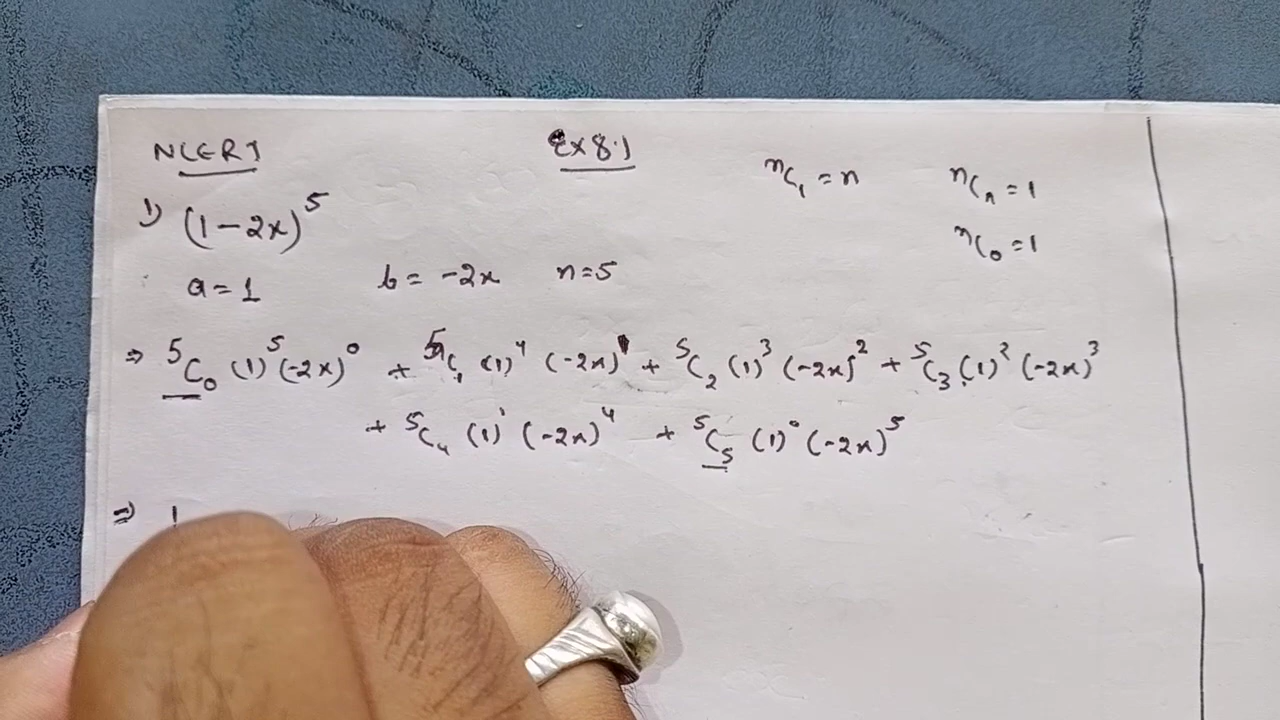 NCERT Ex 8.1
ⁿC₁ = n ⁿCₙ = 1
1) (1-2x)⁵ ⁿC₀ = 1
a = 1 b = -2x n = 5
⇒ ⁵C₀ (1)⁵ (-2x)⁰ + ⁵C₁ (1)⁴ (-2x) + ⁵C₂ (1)³ (-2x)² + ⁵C₃ (1)² (-2x)³
+ ⁵C₄ (1)¹ (-2x)⁴ + ⁵C₅ (1)⁰ (-2x)⁵
⇒ 1